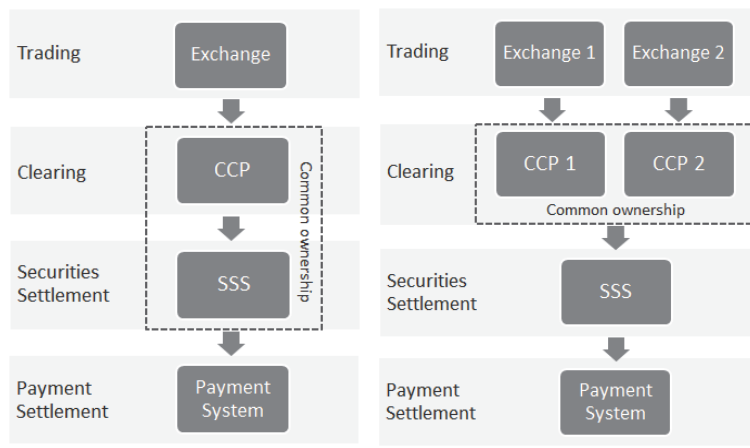 Trading
Exchange
Clearing
CCP
Common ownership
Securities
Settlement
SSS
Payment
Settlement
Payment
System
Trading
Exchange 1
Exchange 2
Clearing
CCP 1
CCP 2
Common ownership
Securities
Settlement
SSS
Payment
Settlement
Payment
System